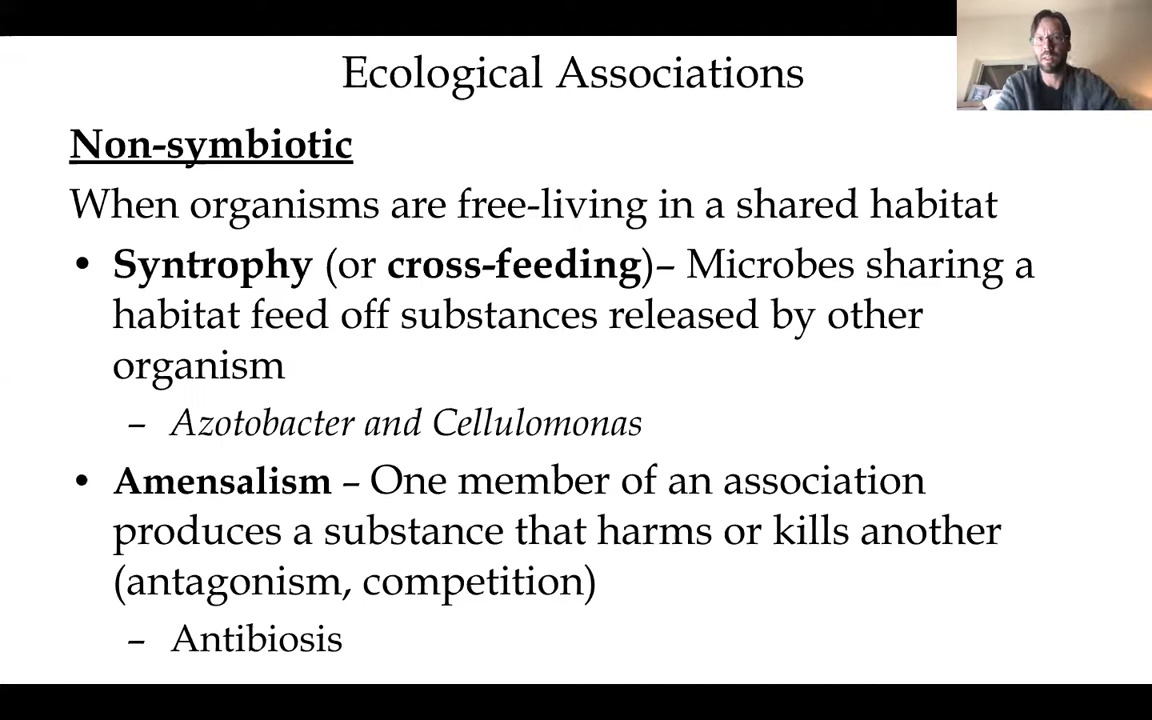 Ecological Associations
Non-symbiotic
When organisms are free-living in a shared habitat
• Syntrophy (or cross-feeding)– Microbes sharing a
habitat feed off substances released by other
organism
– Azotobacter and Cellulomonas
• Amensalism – One member of an association
produces a substance that harms or kills another
(antagonism, competition)
– Antibiosis